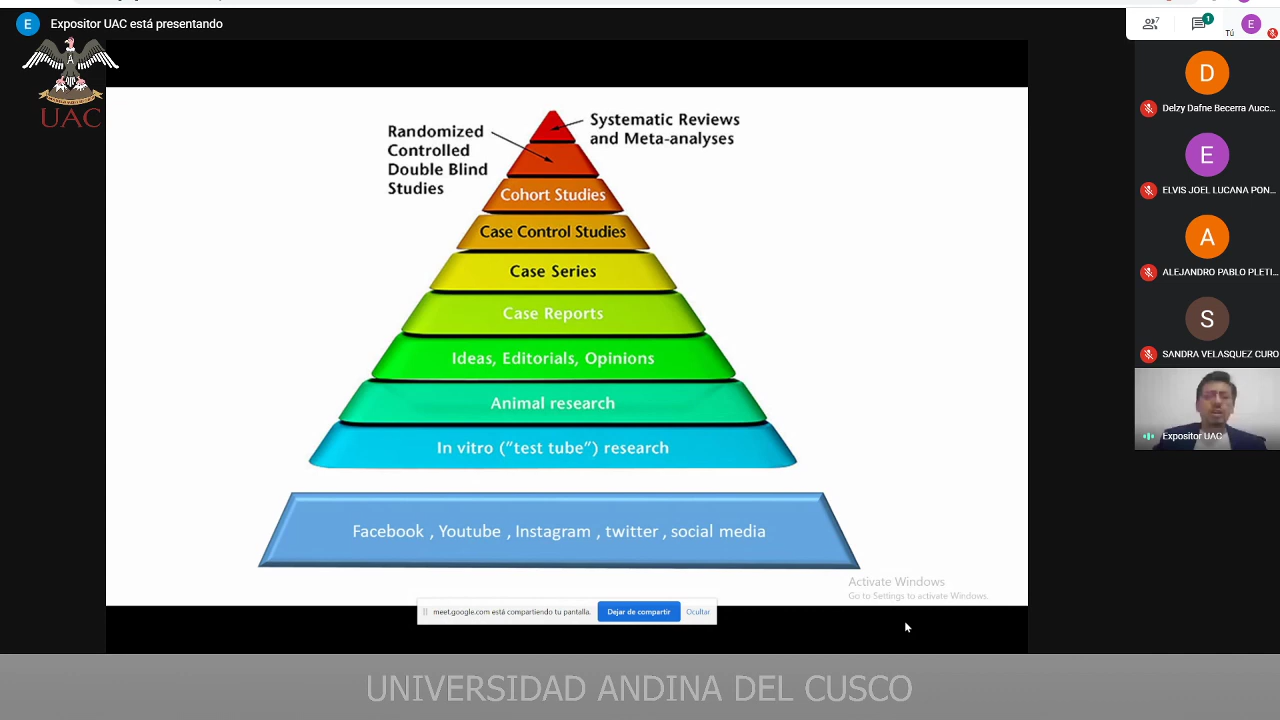 E
Expositor UAC está presentando
7
1
Tú
E
UAC
Systematic Reviews
and Meta-analyses
Randomized
Controlled
Double Blind
Studies
Cohort Studies
Case Control Studies
Case Series
Case Reports
Ideas, Editorials, Opinions
Animal research
In vitro ("test tube") research
Facebook , Youtube , Instagram , twitter , social media
Activate Windows
Go to Settings to activate Windows.
meet.google.com está compartiendo tu pantalla.
Dejar de compartir
Ocultar
D
Delzy Dafne Becerra Aucc...
E
ELVIS JOEL LUCANA PON...
A
ALEJANDRO PABLO PLETI...
S
SANDRA VELASQUEZ CURO
Expositor UAC
UNIVERSIDAD ANDINA DEL CUSCO